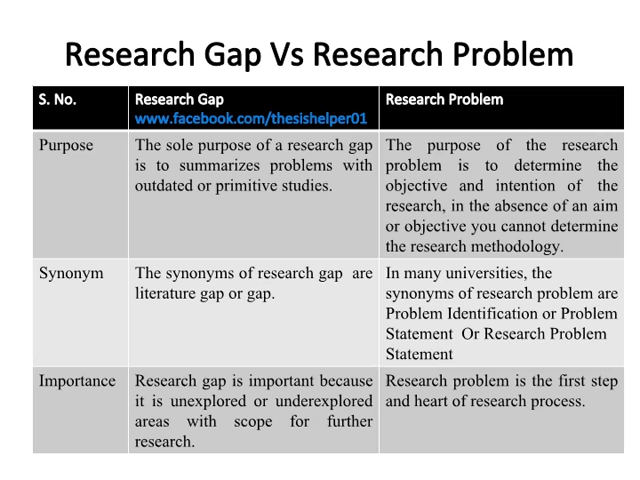 Research Gap Vs Research Problem
S. No.
Research Gap
www.facebook.com/thesishelper01
Research Problem
Purpose
The sole purpose of a research gap
is to summarizes problems with
outdated or primitive studies.
The purpose of the research
problem is to determine the
objective and intention of the
research, in the absence of an aim
or objective you cannot determine
the research methodology.
Synonym
The synonyms of research gap are
literature gap or gap.
In many universities, the
synonyms of research problem are
Problem Identification or Problem
Statement Or Research Problem
Statement
Importance
Research gap is important because
it is unexplored or underexplored
areas with scope for further
research.
Research problem is the first step
and heart of research process.